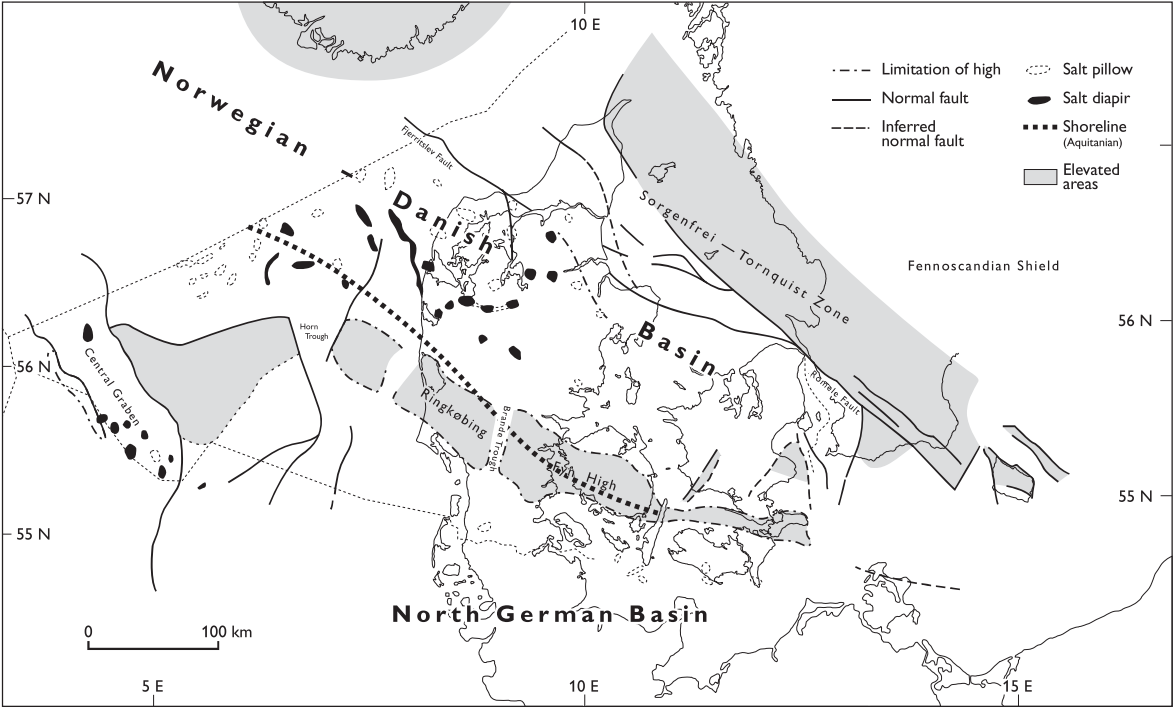 10 E
Norwegian
Danish
Basin
Fjerritslev Fault
Limitation of high
Normal fault
Inferred
normal fault
Salt pillow
Salt diapir
Shoreline
(Aquitanian)
Elevated
areas
57 N
Sorgenfrei — Tornquist Zone
Fennoscandian Shield
56 N
56 N
Horn
Trough
Central Graben
Ringkøbing
Brande Trough
Fyn High
Rømele Fault
55 N
55 N
North German Basin
0
100 km
5 E
10 E
15 E